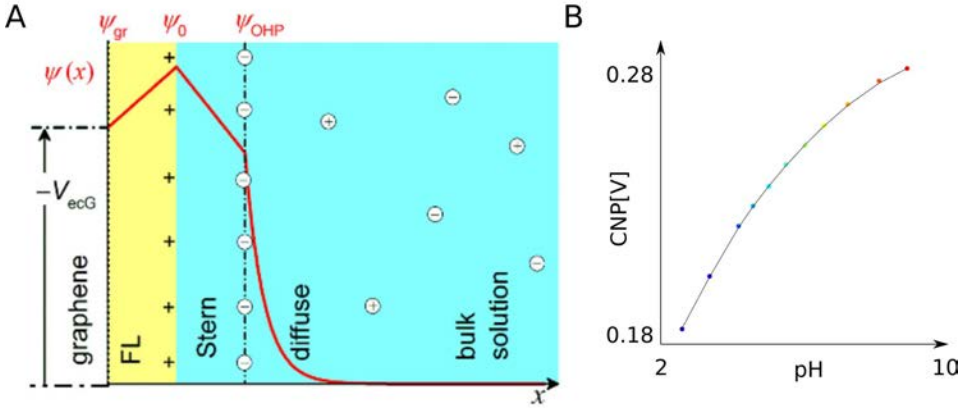 A
ψgr ψ0 ψOHP
ψ(x)
−VecG
graphene
FL
Stern
diffuse
bulk
solution
x
B
0.28
CNP[V]
0.18
2
pH
10